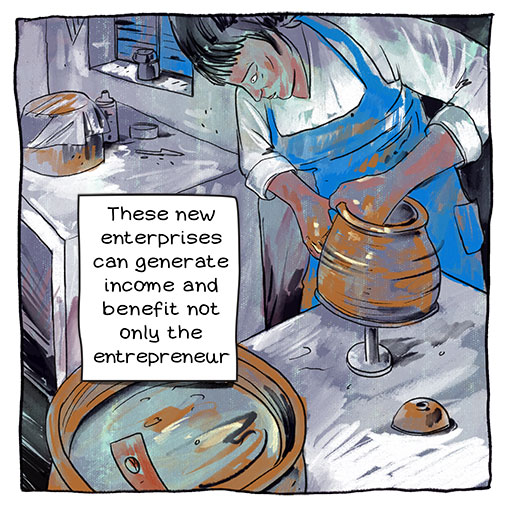 These new
enterprises
can generate
income and
benefit not
only the
entrepreneur